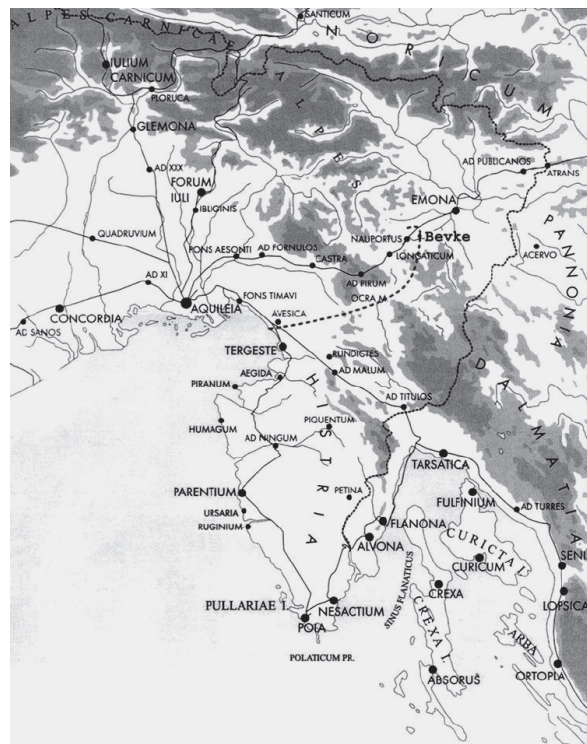 SANTICUM
ALPES CARNICAE
NORICUM
IULIUM
CARNICUM
PLORUCA
GLEMONA
ALPES
AD XXX
FORUM
IULI
IBLIGINIS
AD PUBLICANOS
ATRANS
EMONA
QUADRUVIUM
NAUPORTUS
!Bevke
LONGATICUM
PANNONIA
ACERVO
FONS AESONTI
AD FORNULOS
CASTRA
AD PIRUM
OCRA M.
AD XI
CONCORDIA
AD SANOS
AQUILEIA
FONS TIMAVI
AVESICA
TERGESTE
RUNDICTES
AD MALUM
DALMATIA
AEGIDA
PIRANUM
HISTRIA
AD TITULOS
HUMAGUM
PIQUENTUM
AD NINGUM
TARSATICA
PARENTIUM
PETINA
FULFINIUM
AD TURRES
URSARIA
RUGINIUM
FLANONA
ALVONA
CURICTA I.
CURICUM
SENI
SINUS FLANATICUS
CREXA
CREXA I.
LOPSICA
PULLARIAE I.
NESACTIUM
POLA
ARBA
POLATICUM PR.
ABSORUS
ORTOPLA